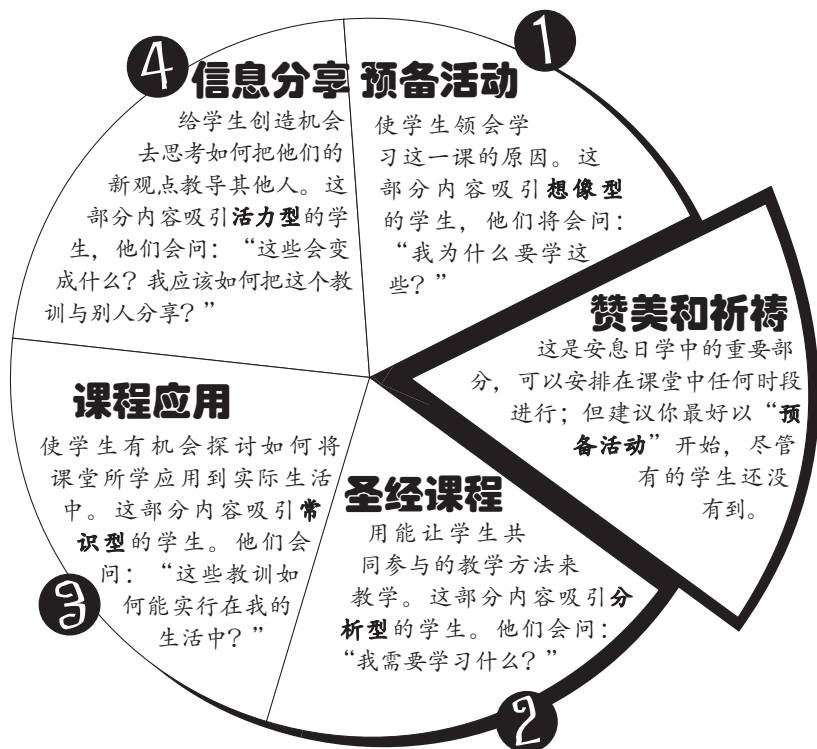 1
预备活动
使学生领会学
习这一课的原因。这
部分内容吸引想像型
的学生，他们将会问：
“我为什么要学这
些？”
赞美和祈祷
这是安息日学中的重要部
分，可以安排在课堂中任何时段
进行；但建议你最好以“预
备活动”开始，尽管
有的学生还没
有到。
圣经课程
用能让学生共
同参与的教学方法来
教学。这部分内容吸引分
析型的学生。他们会问：
“我需要学习什么？”
2
课程应用
使学生有机会探讨如何将
课堂所学应用到实际生活
中。这部分内容吸引常
识型的学生。他们会
问：“这些教训如
何能实行在我的
生活中？”
3
4
信息分享
给学生创造机会
去思考如何把他们的
新观点教导其他人。这
部分内容吸引活力型的学
生，他们会问：“这些会变
成什么？我应该如何把这个教
训与别人分享？”